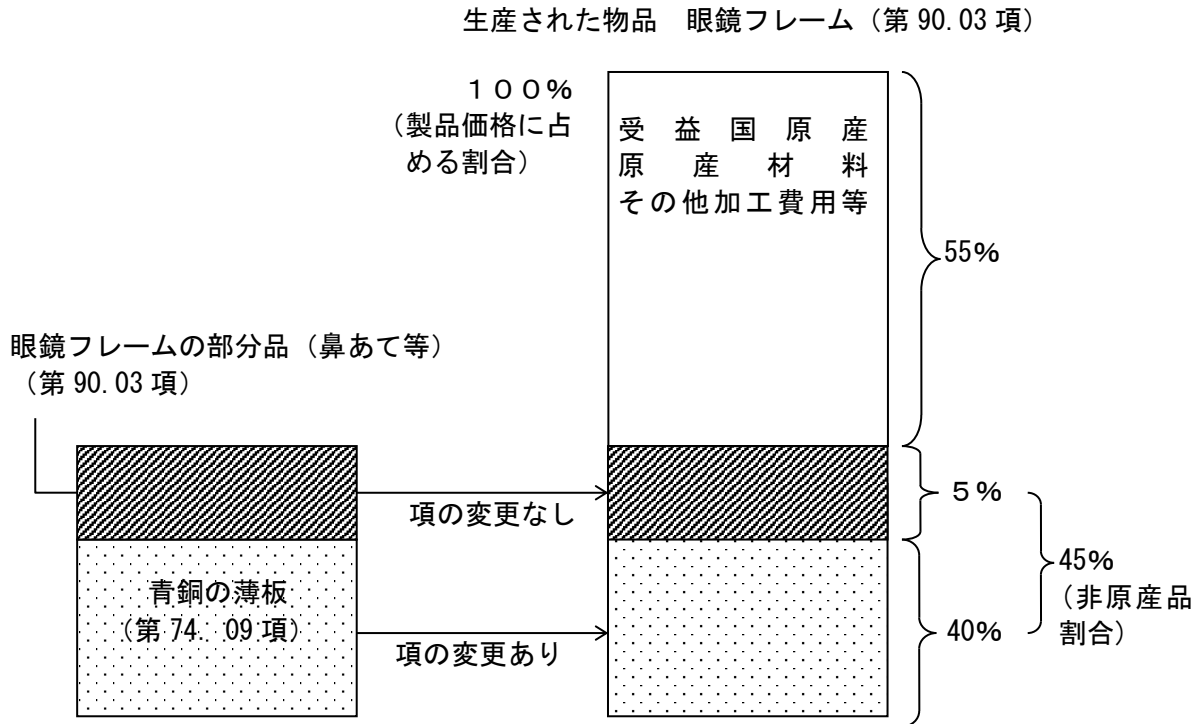 生産された物品　眼鏡フレーム（第 90.03 項）
１００％
（製品価格に占
める割合）
受益国原産
原産材料
その他加工費用等
55％
眼鏡フレームの部分品（鼻あて等）
（第 90.03 項）
項の変更なし
５％
青銅の薄板
（第 74. 09 項）
項の変更あり
40％
45％
（非原産品
割合）